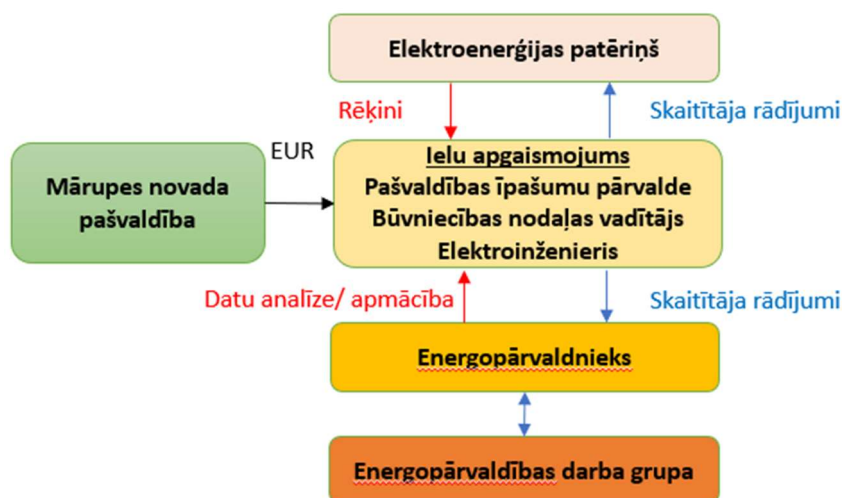 Elektroenerģijas patēriņš
Rēķini
Skaitītāja rādījumi
EUR
Mārupes novada
pašvaldība
Ielu apgaismojums
Pašvaldības īpašumu pārvalde
Būvniecības nodaļas vadītājs
Elektroinženieris
Datu analīze/ apmācība
Skaitītāja rādījumi
Energopārvaldnieks
Energopārvaldības darba grupa